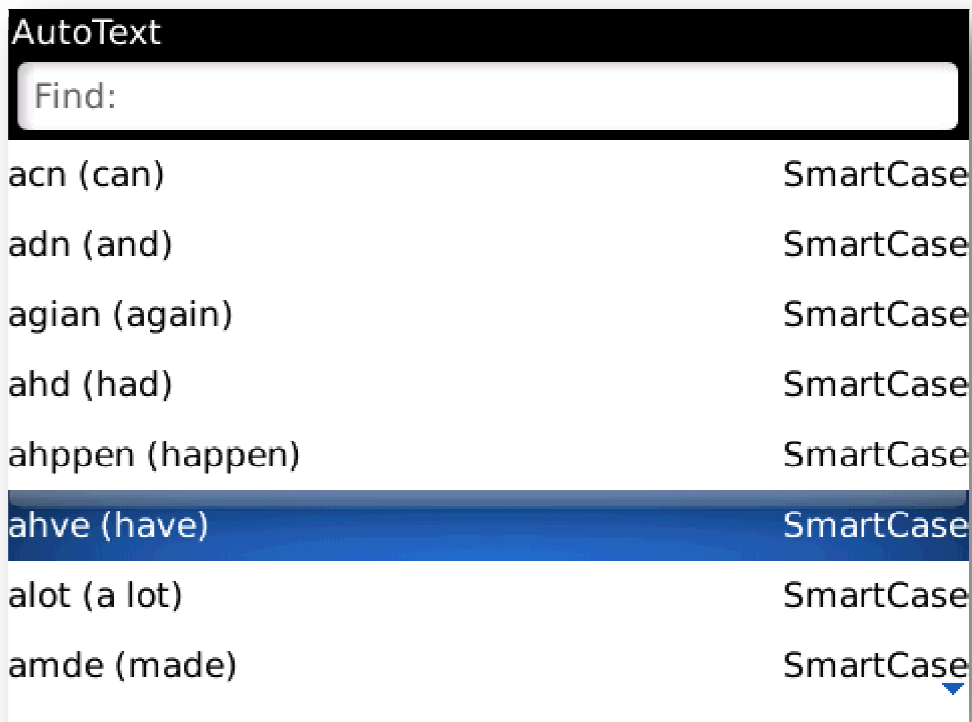 AutoText
Find:
acn (can) SmartCase
adn (and) SmartCase
agian (again) SmartCase
ahd (had) SmartCase
ahppen (happen) SmartCase
ahve (have) SmartCase
alot (a lot) SmartCase
amde (made) SmartCase